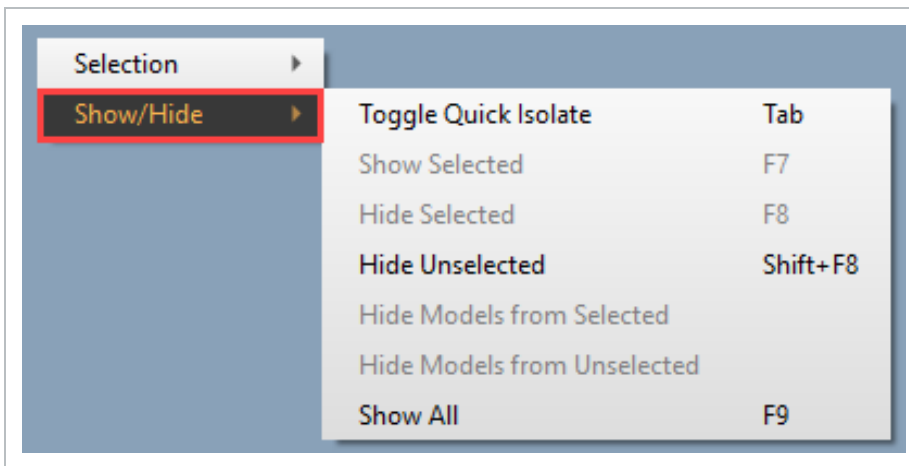 Selection
Show/Hide
Toggle Quick Isolate Tab
Show Selected F7
Hide Selected F8
Hide Unselected Shift+F8
Hide Models from Selected
Hide Models from Unselected
Show All F9